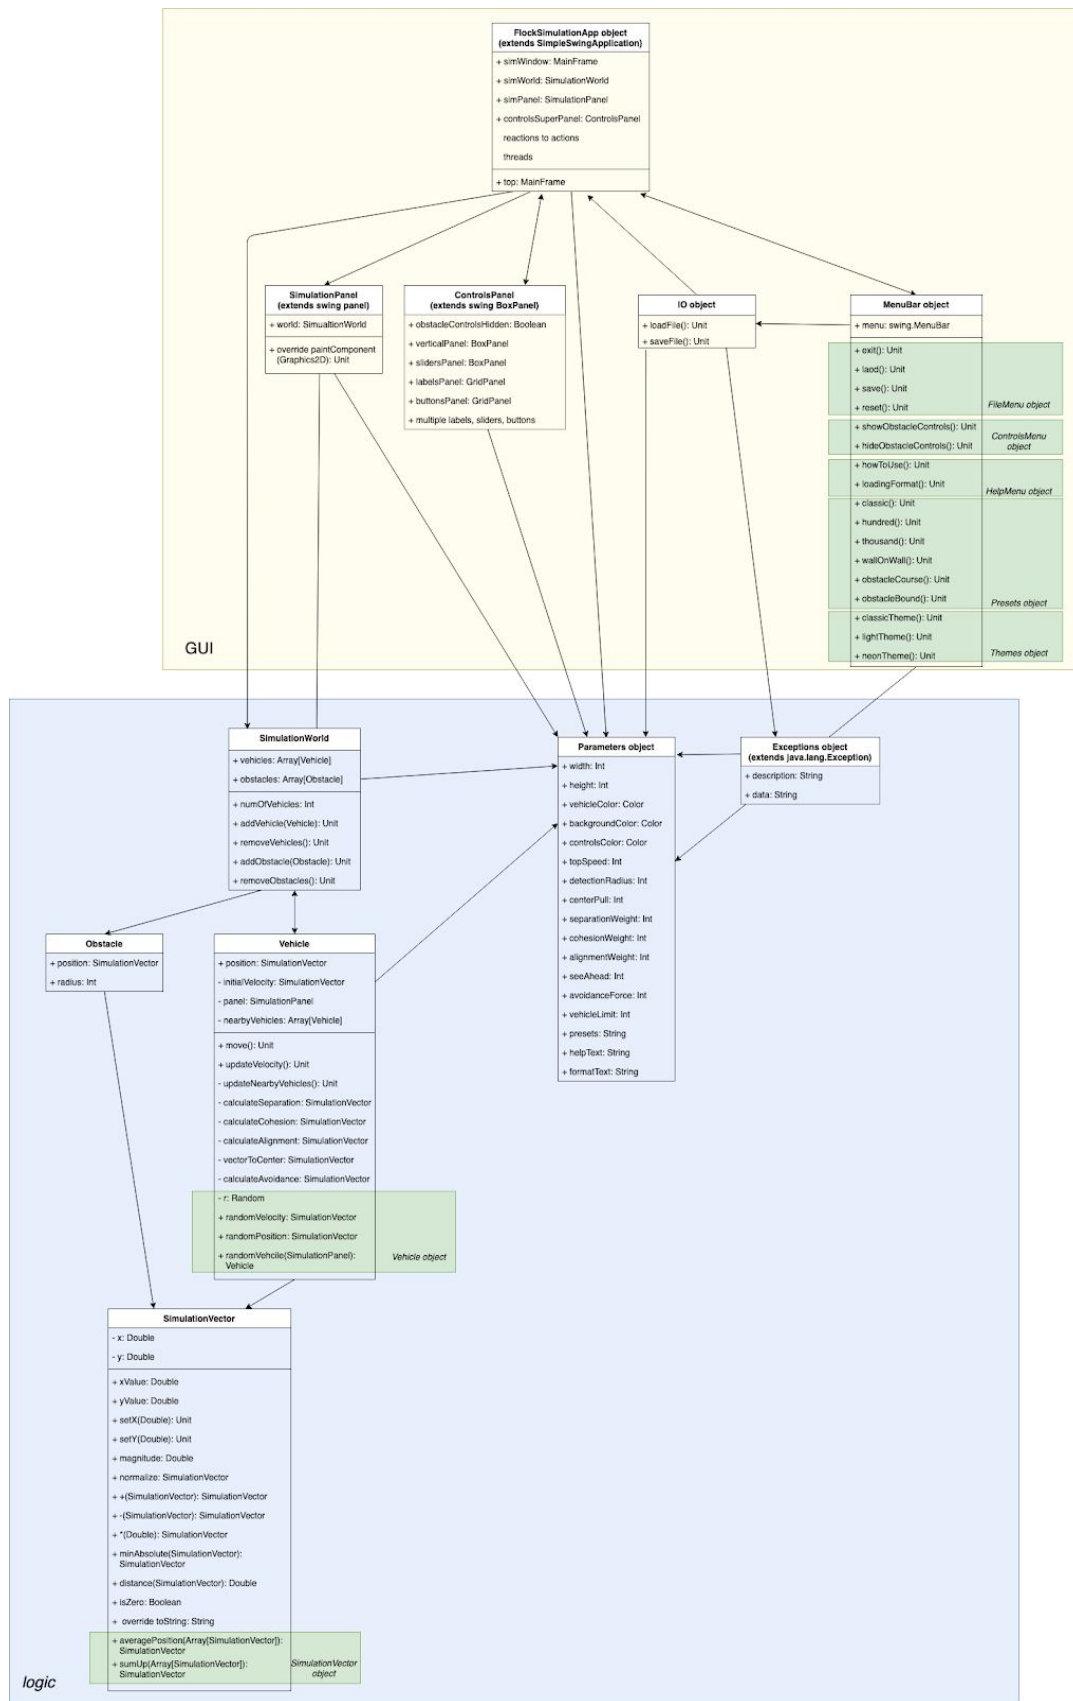 FlockSimulationApp object
(extends SimpleSwingApplication)
+ simWindow: MainFrame
+ simWorld: SimulationWorld
+ simPanel: SimulationPanel
+ controlsSuperPanel: ControlsPanel
reactions to actions
threads
+ top: MainFrame
SimulationPanel
(extends swing panel)
+ world: SimualtionWorld
+ override paintComponent
(Graphics2D): Unit
ControlsPanel
(extends swing BoxPanel)
+ obstacleControlsHidden: Boolean
+ verticalPanel: BoxPanel
+ slidersPanel: BoxPanel
+ labelsPanel: GridPanel
+ buttonsPanel: GridPanel
+ multiple labels, sliders, buttons
IO object
+ loadFile(): Unit
+ saveFile(): Unit
MenuBar object
+ menu: swing.MenuBar
+ exit(): Unit
+ laod(): Unit
+ save(): Unit
+ reset(): Unit
FileMenu object
+ showObstacleControls(): Unit
+ hideObstacleControls(): Unit
ControlsMenu
object
+ howToUse(): Unit
+ loadingFormat(): Unit
HelpMenu object
+ classic(): Unit
+ hundred(): Unit
+ thousand(): Unit
+ wallOnWall(): Unit
+ obstacleCourse(): Unit
+ obstacleBound(): Unit
Presets object
+ classicTheme(): Unit
+ lightTheme(): Unit
+ neonTheme(): Unit
Themes object
GUI
SimulationWorld
+ vehicles: Array[Vehicle]
+ obstacles: Array[Obstacle]
+ numOfVehicles: Int
+ addVehicle(Vehicle): Unit
+ removeVehicles(): Unit
+ addObstacle(Obstacle): Unit
+ removeObstacles(): Unit
Parameters object
+ width: Int
+ height: Int
+ vehicleColor: Color
+ backgroundColor: Color
+ controlsColor: Color
+ topSpeed: Int
+ detectionRadius: Int
+ centerPull: Int
+ separationWeight: Int
+ cohesionWeight: Int
+ alignmentWeight: Int
+ seeAhead: Int
+ avoidanceForce: Int
+ vehicleLimit: Int
+ presets: String
+ helpText: String
+ formatText: String
Exceptions object
(extends java.lang.Exception)
+ description: String
+ data: String
Obstacle
+ position: SimulationVector
+ radius: Int
Vehicle
+ position: SimulationVector
- initialVelocity: SimulationVector
- panel: SimulationPanel
- nearbyVehicles: Array[Vehicle]
+ move(): Unit
+ updateVelocity(): Unit
- updateNearbyVehicles(): Unit
- calculateSeparation: SimulationVector
- calculateCohesion: SimulationVector
- calculateAlignment: SimulationVector
- vectorToCenter: SimulationVector
- calculateAvoidance: SimulationVector
- r: Random
+ randomVelocity: SimulationVector
+ randomPosition: SimulationVector
+ randomVehcile(SimulationPanel):
Vehicle
Vehicle object
SimulationVector
- x: Double
- y: Double
+ xValue: Double
+ yValue: Double
+ setX(Double): Unit
+ setY(Double): Unit
+ magnitude: Double
+ normalize: SimulationVector
+ +(SimulationVector): SimulationVector
+ -(SimulationVector): SimulationVector
+ *(Double): SimulationVector
+ minAbsolute(SimulationVector):
SimulationVector
+ distance(SimulationVector): Double
+ isZero: Boolean
+ override toString: String
+ averagePosition(Array[SimulationVector]):
SimulationVector
+ sumUp(Array[SimulationVector]):
SimulationVector
SimulationVector
object
logic